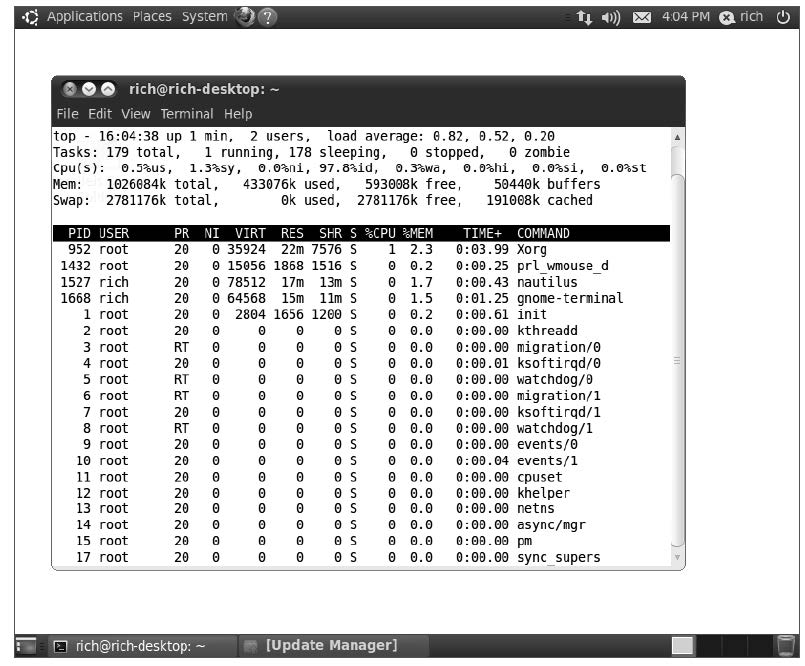 Applications Places System 4:04 PM rich
rich@rich-desktop: ~
File Edit View Terminal Help
top - 16:04:38 up 1 min,  2 users,  load average: 0.82, 0.52, 0.20
Tasks: 179 total,   1 running, 178 sleeping,   0 stopped,   0 zombie
Cpu(s):  0.5%us,  1.3%sy,  0.0%ni, 97.8%id,  0.3%wa,  0.0%hi,  0.0%si,  0.0%st
Mem:   1026084k total,   433076k used,   593008k free,    50440k buffers
Swap:  2781176k total,        0k used,  2781176k free,   191008k cached
PID USER      PR  NI  VIRT  RES  SHR S %CPU %MEM    TIME+  COMMAND
952 root      20   0 35924  22m 7576 S    1  2.3   0:03.99 Xorg
1432 root      20   0 15056 1868 1516 S    0  0.2   0:00.25 prl_wmouse_d
1527 rich      20   0 78512  17m  13m S    0  1.7   0:00.43 nautilus
1668 rich      20   0 64568  15m  11m S    0  1.5   0:01.25 gnome-terminal
1 root      20   0  2804 1656 1200 S    0  0.2   0:00.61 init
2 root      20   0     0    0    0 S    0  0.0   0:00.00 kthreadd
3 root      RT   0     0    0    0 S    0  0.0   0:00.00 migration/0
4 root      20   0     0    0    0 S    0  0.0   0:00.01 ksoftirqd/0
5 root      RT   0     0    0    0 S    0  0.0   0:00.00 watchdog/0
6 root      RT   0     0    0    0 S    0  0.0   0:00.00 migration/1
7 root      20   0     0    0    0 S    0  0.0   0:00.00 ksoftirqd/1
8 root      RT   0     0    0    0 S    0  0.0   0:00.00 watchdog/1
9 root      20   0     0    0    0 S    0  0.0   0:00.00 events/0
10 root      20   0     0    0    0 S    0  0.0   0:00.04 events/1
11 root      20   0     0    0    0 S    0  0.0   0:00.00 cpuset
12 root      20   0     0    0    0 S    0  0.0   0:00.00 khelper
13 root      20   0     0    0    0 S    0  0.0   0:00.00 netns
14 root      20   0     0    0    0 S    0  0.0   0:00.00 async/mgr
15 root      20   0     0    0    0 S    0  0.0   0:00.00 pm
17 root      20   0     0    0    0 S    0  0.0   0:00.00 sync_supers
rich@rich-desktop: ~ [Update Manager]